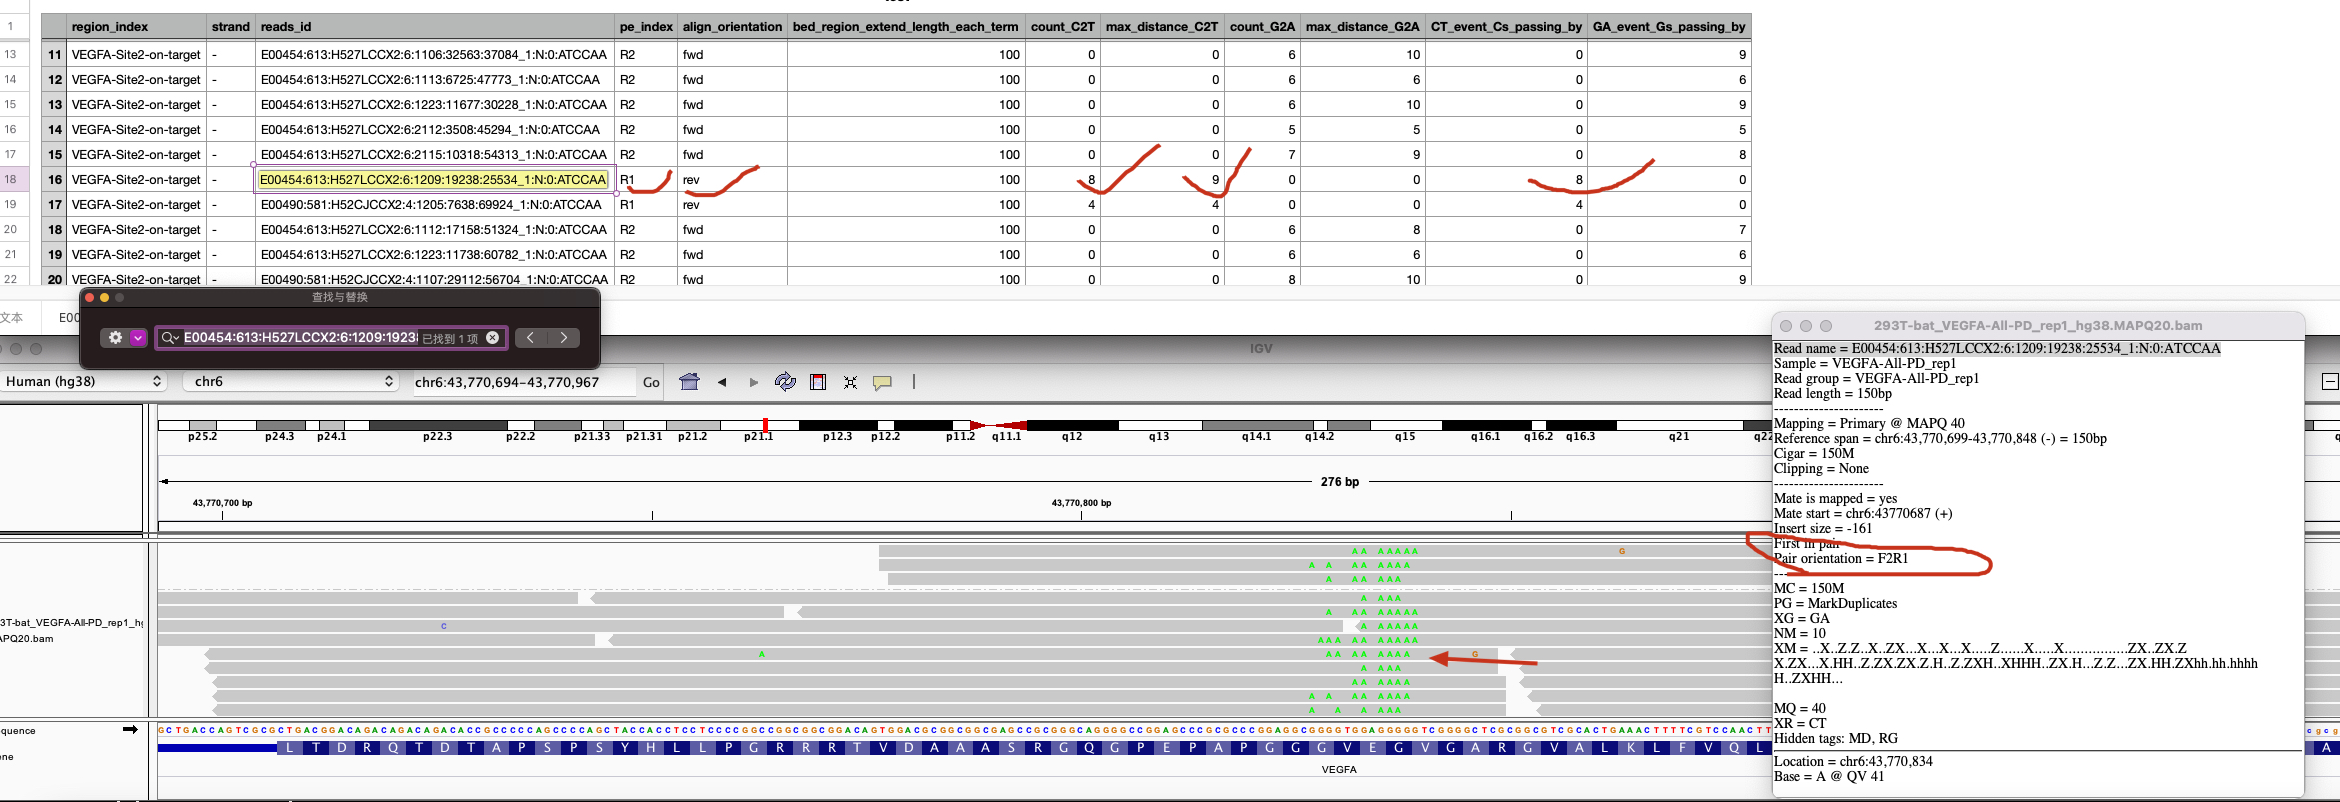 1 region_index strand reads_id pe_index align_orientation bed_region_extend_length_each_term count_C2T max_distance_C2T count_G2A max_distance_G2A CT_event_Cs_passing_by GA_event_Gs_passing_by
13 11 VEGFA-Site2-on-target - E00454:613:H527LCCX2:6:1106:32563:37084_1:N:0:ATCCAA R2 fwd 100 0 0 6 10 0 9
14 12 VEGFA-Site2-on-target - E00454:613:H527LCCX2:6:1113:6725:47773_1:N:0:ATCCAA R2 fwd 100 0 0 6 6 0 6
15 13 VEGFA-Site2-on-target - E00454:613:H527LCCX2:6:1223:11677:30228_1:N:0:ATCCAA R2 fwd 100 0 0 6 10 0 9
16 14 VEGFA-Site2-on-target - E00454:613:H527LCCX2:6:2112:3508:45294_1:N:0:ATCCAA R2 fwd 100 0 0 5 5 0 5
17 15 VEGFA-Site2-on-target - E00454:613:H527LCCX2:6:2115:10318:54313_1:N:0:ATCCAA R2 fwd 100 0 0 7 9 0 8
18 16 VEGFA-Site2-on-target - E00454:613:H527LCCX2:6:1209:19238:25534_1:N:0:ATCCAA R1 rev 100 8 9 0 0 8 0
19 17 VEGFA-Site2-on-target - E00490:581:H52CJCCX2:4:1205:7638:69924_1:N:0:ATCCAA R1 rev 100 4 4 0 0 4 0
20 18 VEGFA-Site2-on-target - E00454:613:H527LCCX2:6:1112:17158:51324_1:N:0:ATCCAA R2 fwd 100 0 0 6 8 0 7
21 19 VEGFA-Site2-on-target - E00454:613:H527LCCX2:6:1223:11738:60782_1:N:0:ATCCAA R2 fwd 100 0 0 6 6 0 6
22 20 VEGFA-Site2-on-target - E00490:581:H52CJCCX2:4:1107:29112:56704_1:N:0:ATCCAA R2 fwd 100 0 0 8 10 0 9
查找与替换
文本 E00
E00454:613:H527LCCX2:6:1209:1923 已找到 1 项
IGV
Human (hg38) chr6 chr6:43,770,694-43,770,967 Go
p25.2 p24.3 p24.1 p22.3 p22.2 p21.33 p21.31 p21.2 p21.1 p12.3 p12.2 p11.2 q11.1 q12 q13 q14.1 q14.2 q15 q16.1 q16.2 q16.3 q21 q22
276 bp
43,770,700 bp 43,770,800 bp
A A A A A A A G
A A A A A A A A
A A A A A A A
A A A A A
A A A A A A A A
C A A A A A A
A A A A A A A A A A
A A A A A A A A A G
A A A A
A A A A A A
A A A A A A A A
A A A A A A A
3T-bat_VEGFA-All-PD_rep1_hg
APQ20.bam
equence
ene
L T D R Q T D T A P S P S Y H L L P G R R R T V D A A A S R G Q G P E P A P G G G V E G V G A R G V A L K L F V Q L A
VEGFA
293T-bat_VEGFA-All-PD_rep1_hg38.MAPQ20.bam
Read name = E00454:613:H527LCCX2:6:1209:19238:25534_1:N:0:ATCCAA
Sample = VEGFA-All-PD_rep1
Read group = VEGFA-All-PD_rep1
Read length = 150bp
----------------------
Mapping = Primary @ MAPQ 40
Reference span = chr6:43,770,699-43,770,848 (-) = 150bp
Cigar = 150M
Clipping = None
----------------------
Mate is mapped = yes
Mate start = chr6:43770687 (+)
Insert size = -161
First in pair
Pair orientation = F2R1
MC = 150M
PG = MarkDuplicates
XG = GA
NM = 10
XM = ..X..Z.Z..X..ZX...X...X...X.....Z......X.....X...............ZX..ZX.Z
X.ZX...X.HH..Z.ZX.ZX.Z.H..Z.ZXH..XHHH..ZX.H...Z.Z...ZX.HH.ZXhh.hh.hhhh
H..ZXHH...
MQ = 40
XR = CT
Hidden tags: MD, RG
Location = chr6:43,770,834
Base = A @ QV 41